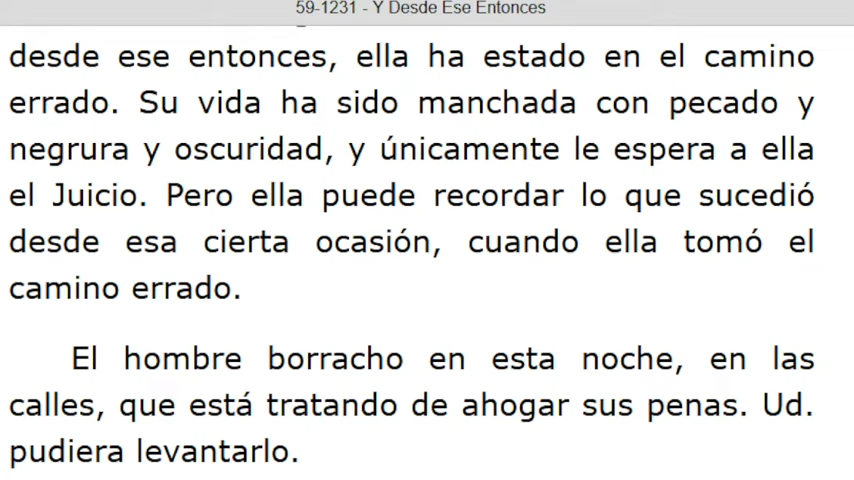 59-1231 - Y Desde Ese Entonces
desde ese entonces, ella ha estado en el camino
errado. Su vida ha sido manchada con pecado y
negrura y oscuridad, y únicamente le espera a ella
el Juicio. Pero ella puede recordar lo que sucedió
desde esa cierta ocasión, cuando ella tomó el
camino errado.
El hombre borracho en esta noche, en las
calles, que está tratando de ahogar sus penas. Ud.
pudiera levantarlo.